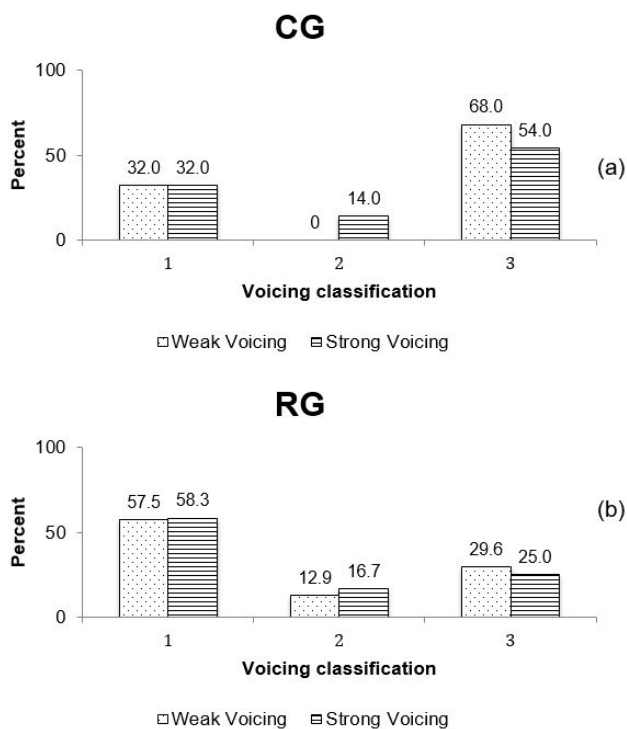 CG
100
68.0
54.0
Percent
50
32.0 32.0
(a)
14.0
0
0
1 2 3
Voicing classification
Weak Voicing Strong Voicing
RG
100
57.5 58.3
Percent
50
(b)
29.6 25.0
12.9 16.7
0
1 2 3
Voicing classification
Weak Voicing Strong Voicing